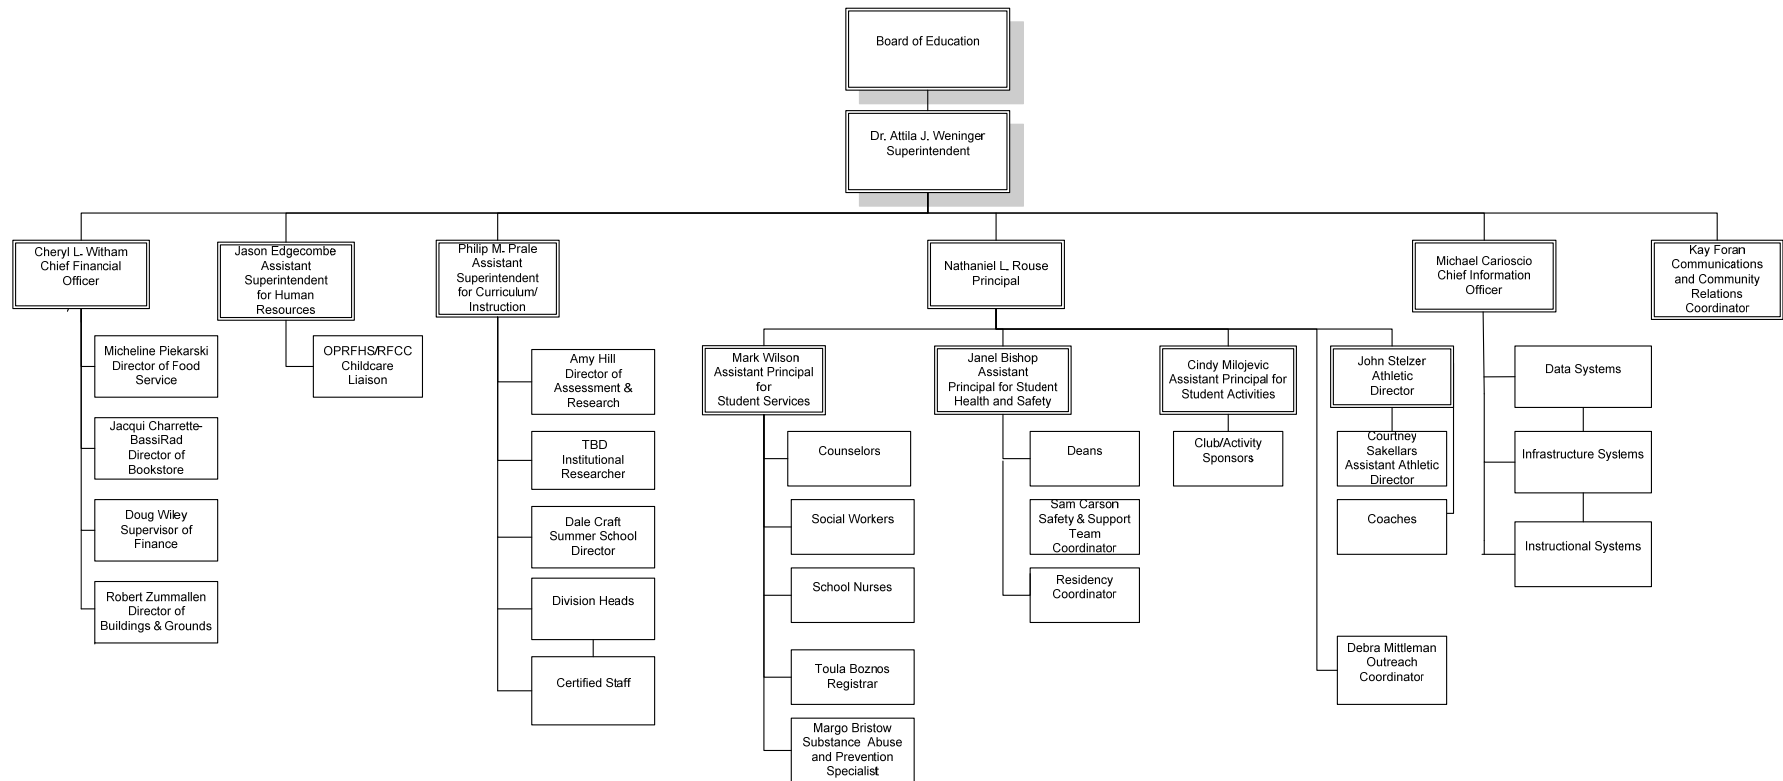 Board of Education
Dr. Attila J. Weninger
Superintendent
Cheryl L. Witham
Chief Financial
Officer
Jason Edgecombe
Assistant
Superintendent
for Human
Resources
Philip M. Prale
Assistant
Superintendent
for Curriculum/
Instruction
Nathaniel L. Rouse
Principal
Michael Carioscio
Chief Information
Officer
Kay Foran
Communications
and Community
Relations
Coordinator
Micheline Piekarski
Director of Food
Service
Jacqui Charrette-
BassiRad
Director of
Bookstore
Doug Wiley
Supervisor of
Finance
Robert Zummallen
Director of
Buildings & Grounds
OPRFHS/RFCC
Childcare
Liaison
Amy Hill
Director of
Assessment &
Research
TBD
Institutional
Researcher
Dale Craft
Summer School
Director
Division Heads
Certified Staff
Mark Wilson
Assistant Principal
for
Student Services
Counselors
Social Workers
School Nurses
Toula Boznos
Registrar
Margo Bristow
Substance Abuse
and Prevention
Specialist
Janel Bishop
Assistant
Principal for Student
Health and Safety
Deans
Sam Carson
Safety & Support
Team
Coordinator
Residency
Coordinator
Cindy Milojevic
Assistant Principal for
Student Activities
Club/Activity
Sponsors
John Stelzer
Athletic
Director
Courtney
Sakellars
Assistant Athletic
Director
Coaches
Debra Mittleman
Outreach
Coordinator
Data Systems
Infrastructure Systems
Instructional Systems